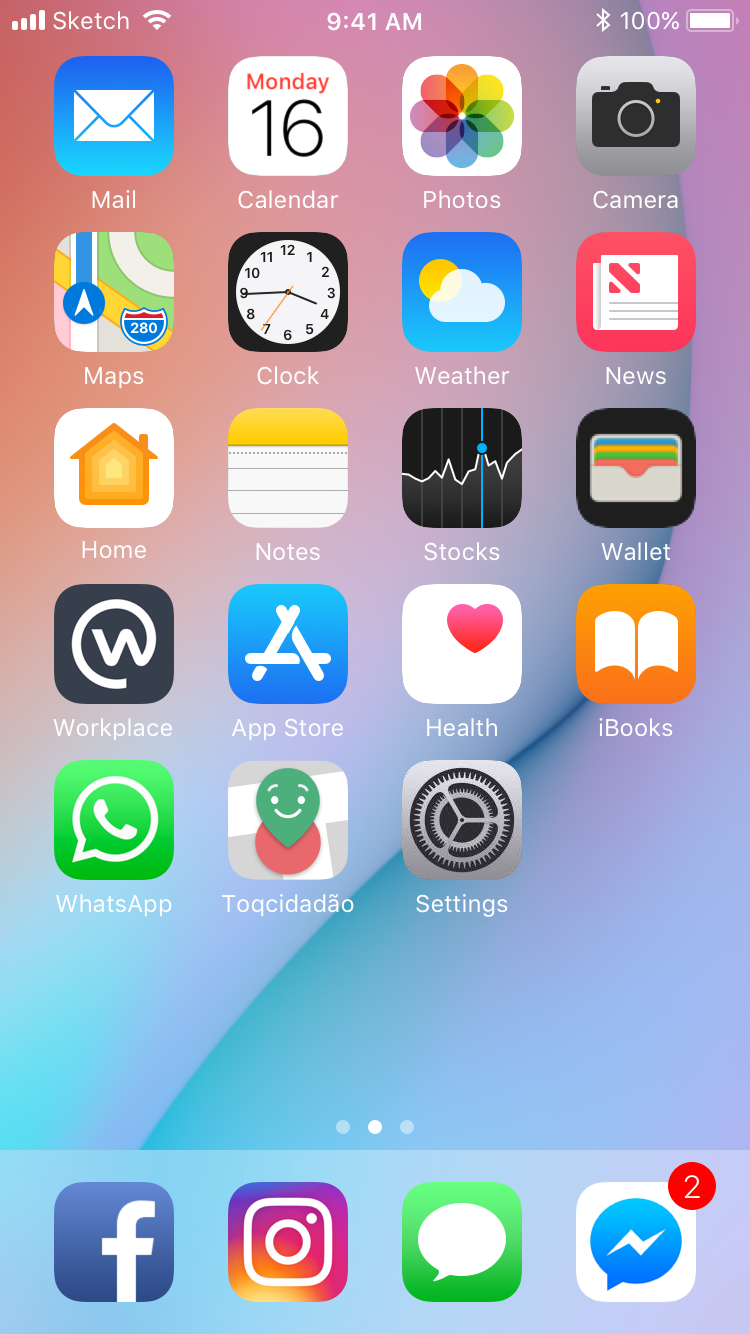 Sketch 9:41 AM 100%
Monday
16
Mail Calendar Photos Camera
12
11 1
10 2
9 3
8 4
7 5
6
280
Maps Clock Weather News
Home Notes Stocks Wallet
Workplace App Store Health iBooks
WhatsApp Toqcidadão Settings
2